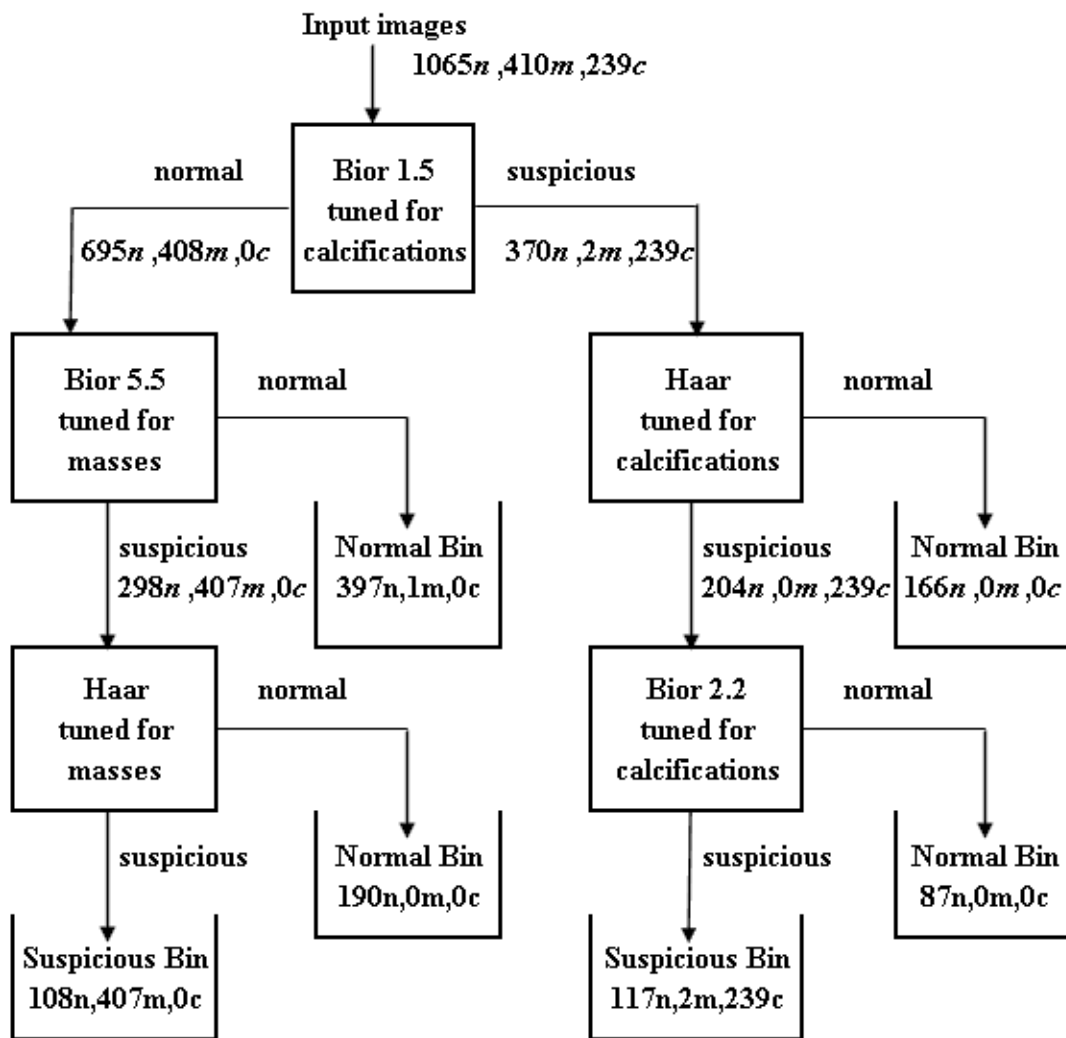 Input images
1065n ,410m ,239c
normal
Bior 1.5
tuned for
calcifications
suspicious
695n ,408m ,0c
370n ,2m ,239c
Bior 5.5
tuned for
masses
normal
Haar
tuned for
calcifications
normal
suspicious
298n ,407m ,0c
Normal Bin
397n,1m,0c
suspicious
204n ,0m ,239c
Normal Bin
166n ,0m ,0c
Haar
tuned for
masses
normal
Bior 2.2
tuned for
calcifications
normal
suspicious
Normal Bin
190n,0m,0c
suspicious
Normal Bin
87n,0m,0c
Suspicious Bin
108n,407m,0c
Suspicious Bin
117n,2m,239c